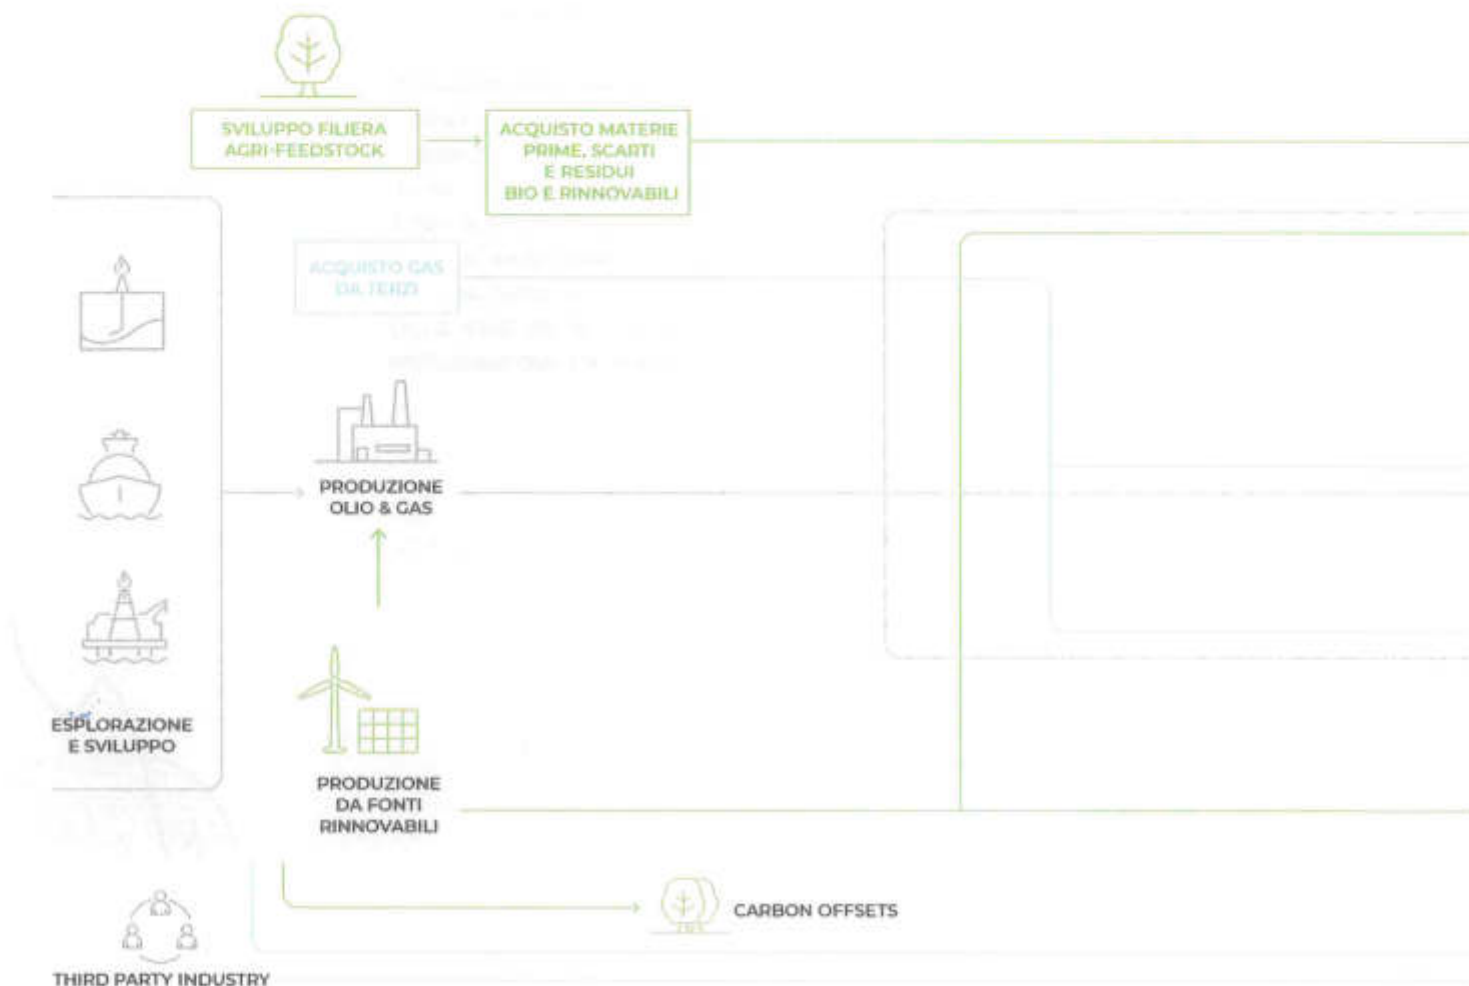 SVILUPPO FILIERA
AGRI-FEEDSTOCK
ACQUISTO MATERIE
PRIME, SCARTI
E RESIDUI
BIO E RINNOVABILI
ACQUISTO GAS
DA TERZI
PRODUZIONE
OLIO & GAS
ESPLORAZIONE
E SVILUPPO
PRODUZIONE
DA FONTI
RINNOVABILI
CARBON OFFSETS
THIRD PARTY INDUSTRY